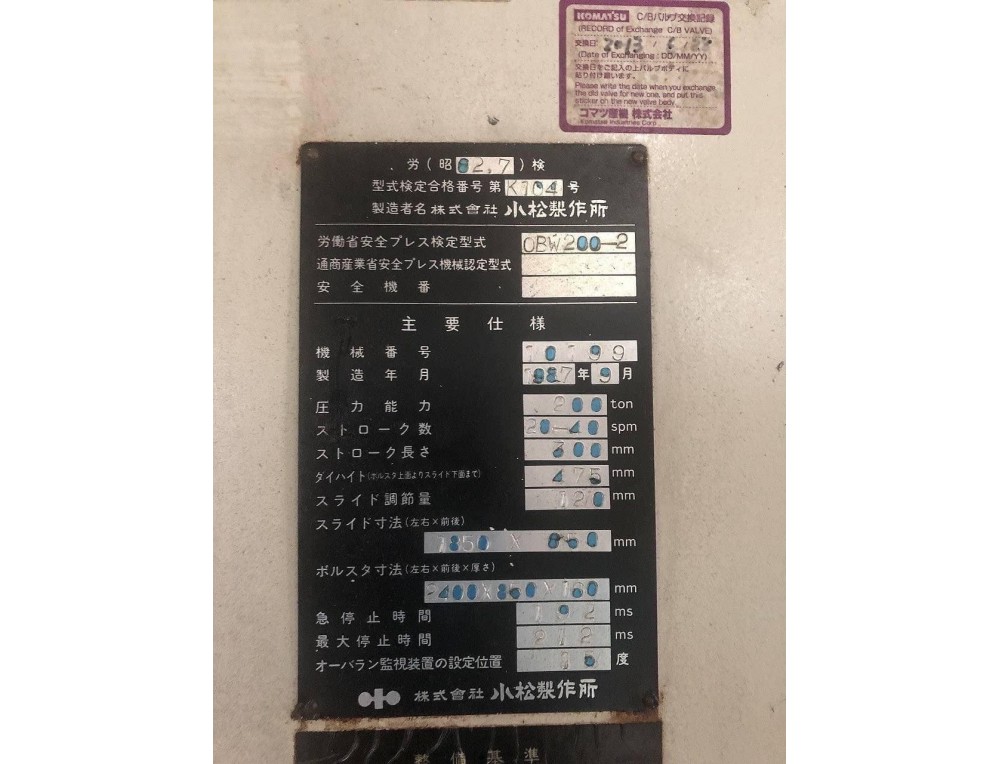 KOMATSU C/Bバルブ交換記録
(RECORD of Exchange C/B VALVE)
交換日 2013
(Date of Exchanging : DD/MM/YY)
交換日をご記入の上バルブボディに
貼り付け願います。
Please write the date when you exchange
the old valve for new one, and put this
sticker on the new valve body.
コマツ産機 株式会社
Komatsu Industries Corp.
労(昭62.7)検
型式検定合格番号 第K104号
製造者名 株式會社 小松製作所
労働省安全プレス検定型式 OBW200-2
通商産業省安全プレス機械認定型式
安全機番
主要仕様
機械番号 10199
製造年月 1987年9月
圧力能力 200 ton
ストローク数 20-40 spm
ストローク長さ 300 mm
ダイハイト(ボルスタ上面よりスライド下面まで) 475 mm
スライド調節量 120 mm
スライド寸法(左右×前後)
1850 X 650 mm
ボルスタ寸法(左右×前後×厚さ)
2400X850X160 mm
急停止時間 192 ms
最大停止時間 212 ms
オーバラン監視装置の設定位置 10 度
株式會社 小松製作所
整備基準